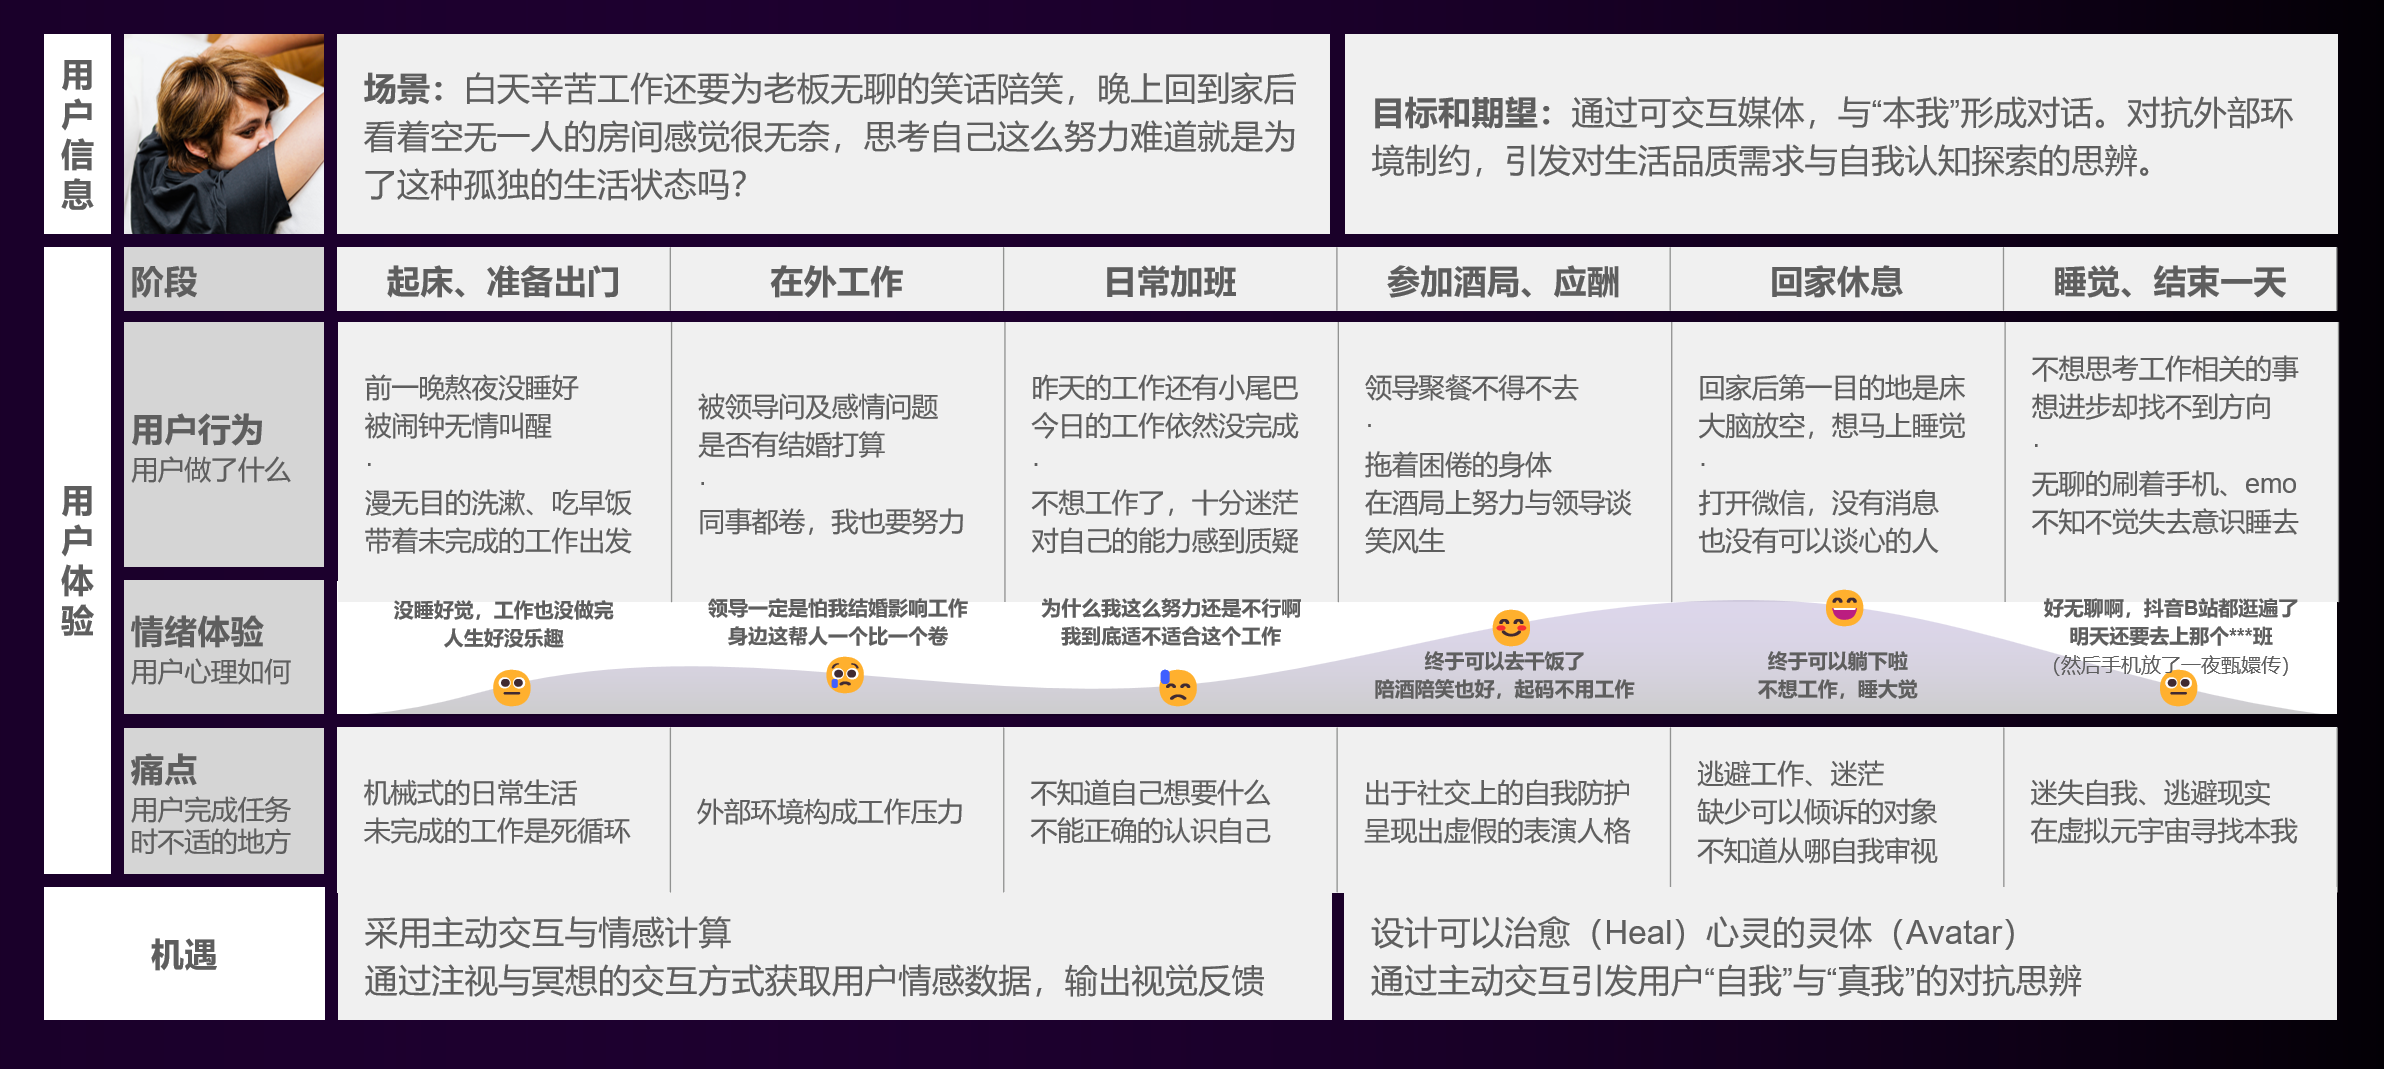 用户信息
场景：白天辛苦工作还要为老板无聊的笑话陪笑，晚上回到家后
看着空无一人的房间感觉很无奈，思考自己这么努力难道就是为
了这种孤独的生活状态吗？
目标和期望：通过可交互媒体，与“本我”形成对话。对抗外部环
境制约，引发对生活品质需求与自我认知探索的思辨。
用户体验
阶段
起床、准备出门
在外工作
日常加班
参加酒局、应酬
回家休息
睡觉、结束一天
用户行为
用户做了什么
前一晚熬夜没睡好
被闹钟无情叫醒
·
漫无目的洗漱、吃早饭
带着未完成的工作出发
被领导问及感情问题
是否有结婚打算
·
同事都卷，我也要努力
昨天的工作还有小尾巴
今日的工作依然没完成
·
不想工作了，十分迷茫
对自己的能力感到质疑
领导聚餐不得不去
·
拖着困倦的身体
在酒局上努力与领导谈
笑风生
回家后第一目的地是床
大脑放空，想马上睡觉
·
打开微信，没有消息
也没有可以谈心的人
不想思考工作相关的事
想进步却找不到方向
·
无聊的刷着手机、emo
不知不觉失去意识睡去
情绪体验
用户心理如何
没睡好觉，工作也没做完
人生好没乐趣
领导一定是怕我结婚影响工作
身边这帮人一个比一个卷
为什么我这么努力还是不行啊
我到底适不适合这个工作
终于可以去干饭了
陪酒陪笑也好，起码不用工作
终于可以躺下啦
不想工作，睡大觉
好无聊啊，抖音B站都逛遍了
明天还要去上那个***班
（然后手机放了一夜甄嬛传）
痛点
用户完成任务
时不适的地方
机械式的日常生活
未完成的工作是死循环
外部环境构成工作压力
不知道自己想要什么
不能正确的认识自己
出于社交上的自我防护
呈现出虚假的表演人格
逃避工作、迷茫
缺少可以倾诉的对象
不知道从哪自我审视
迷失自我、逃避现实
在虚拟元宇宙寻找本我
机遇
采用主动交互与情感计算
通过注视与冥想的交互方式获取用户情感数据，输出视觉反馈
设计可以治愈（Heal）心灵的灵体（Avatar）
通过主动交互引发用户“自我”与“真我”的对抗思辨